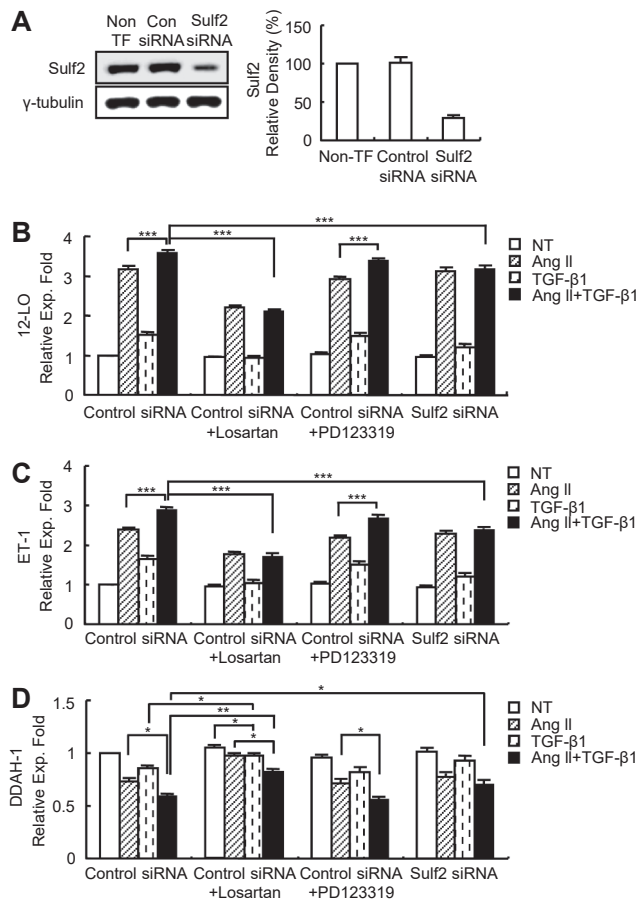 A
Non TF
Con siRNA
Sulf2 siRNA
Sulf2
γ-tubulin
Sulf2
Relative Density (%)
150
100
50
0
Non-TF
Control siRNA
Sulf2 siRNA
B
12-LO
Relative Exp. Fold
4
3
2
1
0
***
***
***
***
NT
Ang II
TGF-β1
Ang II+TGF-β1
Control siRNA
Control siRNA
+Losartan
Control siRNA
+PD123319
Sulf2 siRNA
C
ET-1
Relative Exp. Fold
4
3
2
1
0
***
***
***
***
NT
Ang II
TGF-β1
Ang II+TGF-β1
Control siRNA
Control siRNA
+Losartan
Control siRNA
+PD123319
Sulf2 siRNA
D
DDAH-1
Relative Exp. Fold
1.5
1
0.5
0
*
*
**
*
*
*
*
NT
Ang II
TGF-β1
Ang II+TGF-β1
Control siRNA
Control siRNA
+Losartan
Control siRNA
+PD123319
Sulf2 siRNA